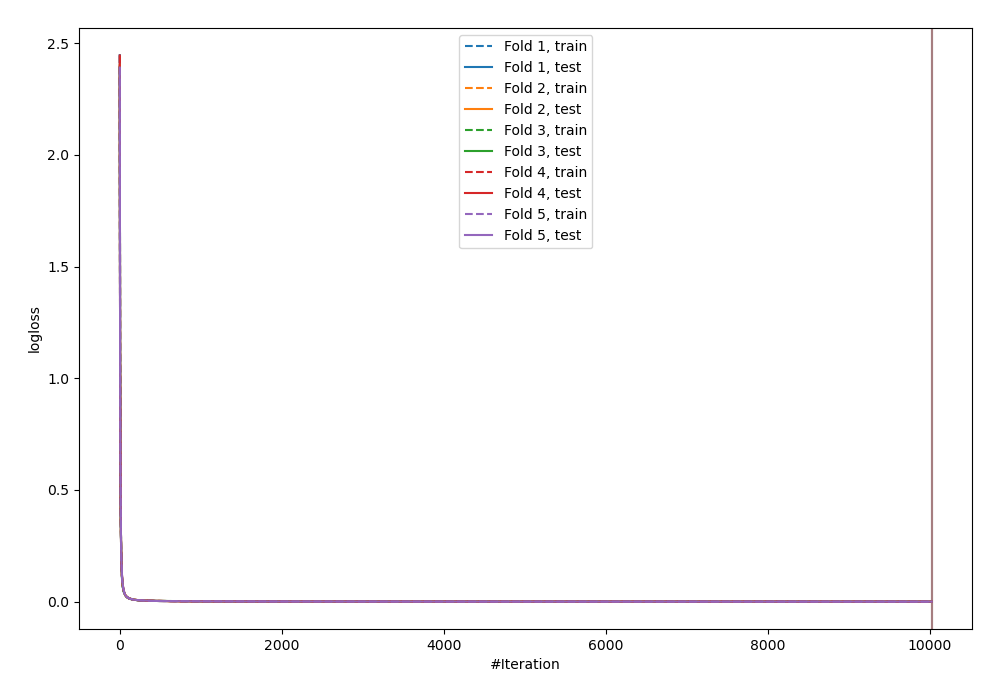 2.5
2.0
1.5
1.0
0.5
0.0
logloss
Fold 1, train
Fold 1, test
Fold 2, train
Fold 2, test
Fold 3, train
Fold 3, test
Fold 4, train
Fold 4, test
Fold 5, train
Fold 5, test
0 2000 4000 6000 8000 10000
#Iteration